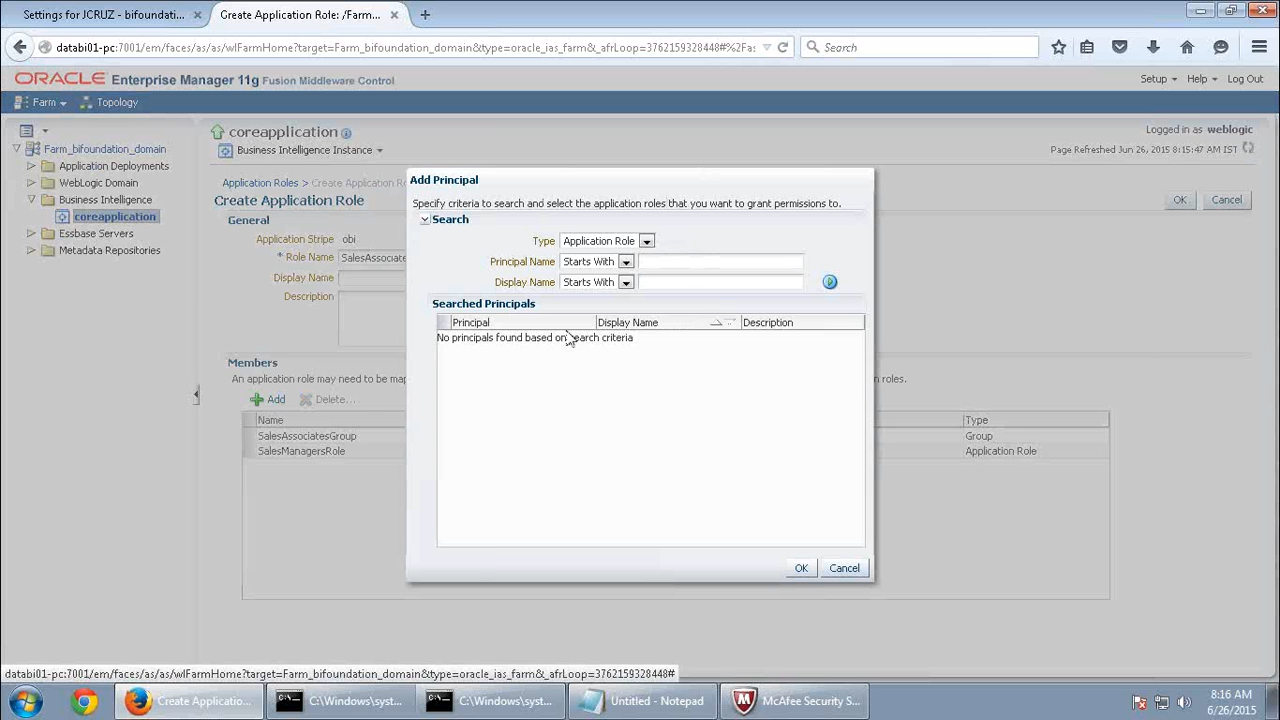 Settings for JCRUZ - bifoundati...
Create Application Role: /Farm...
databi01-pc:7001/em/faces/as/as/wlFarmHome?target=Farm_bifoundation_domain&type=oracle_ias_farm&_afrLoop=3762159328448#%2Fas
Search
ORACLE Enterprise Manager 11g Fusion Middleware Control
Setup Help Log Out
Farm Topology
coreapplication
Business Intelligence Instance
Logged in as weblogic
Page Refreshed Jun 26, 2015 8:15:47 AM IST
Farm_bifoundation_domain
Application Deployments
WebLogic Domain
Business Intelligence
coreapplication
Essbase Servers
Metadata Repositories
Application Roles > Create Application Ro
Create Application Role
OK Cancel
General
Application Stripe obi
* Role Name SalesAssociate
Display Name
Description
Members
An application role may need to be map
on roles.
Add Delete...
Name Type
SalesAssociatesGroup Group
SalesManagersRole Application Role
Add Principal
Specify criteria to search and select the application roles that you want to grant permissions to.
Search
Type Application Role
Principal Name Starts With
Display Name Starts With
Searched Principals
Principal Display Name Description
No principals found based on search criteria
OK Cancel
databi01-pc:7001/em/faces/as/as/wlFarmHome?target=Farm_bifoundation_domain&type=oracle_ias_farm&_afrLoop=3762159328448#
Create Applicatio...
C:\Windows\syst...
C:\Windows\syst...
Untitled - Notepad
McAfee Security S...
8:16 AM
6/26/2015